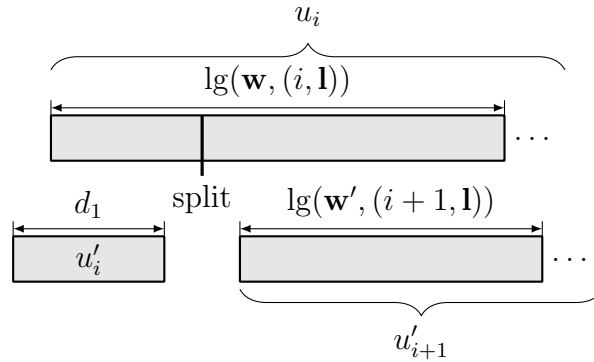 u_i
lg(𝐰, (i, 𝐥))
· · ·
split
d_1
lg(𝐰', (i + 1, 𝐥))
u'_i
· · ·
u'_{i+1}